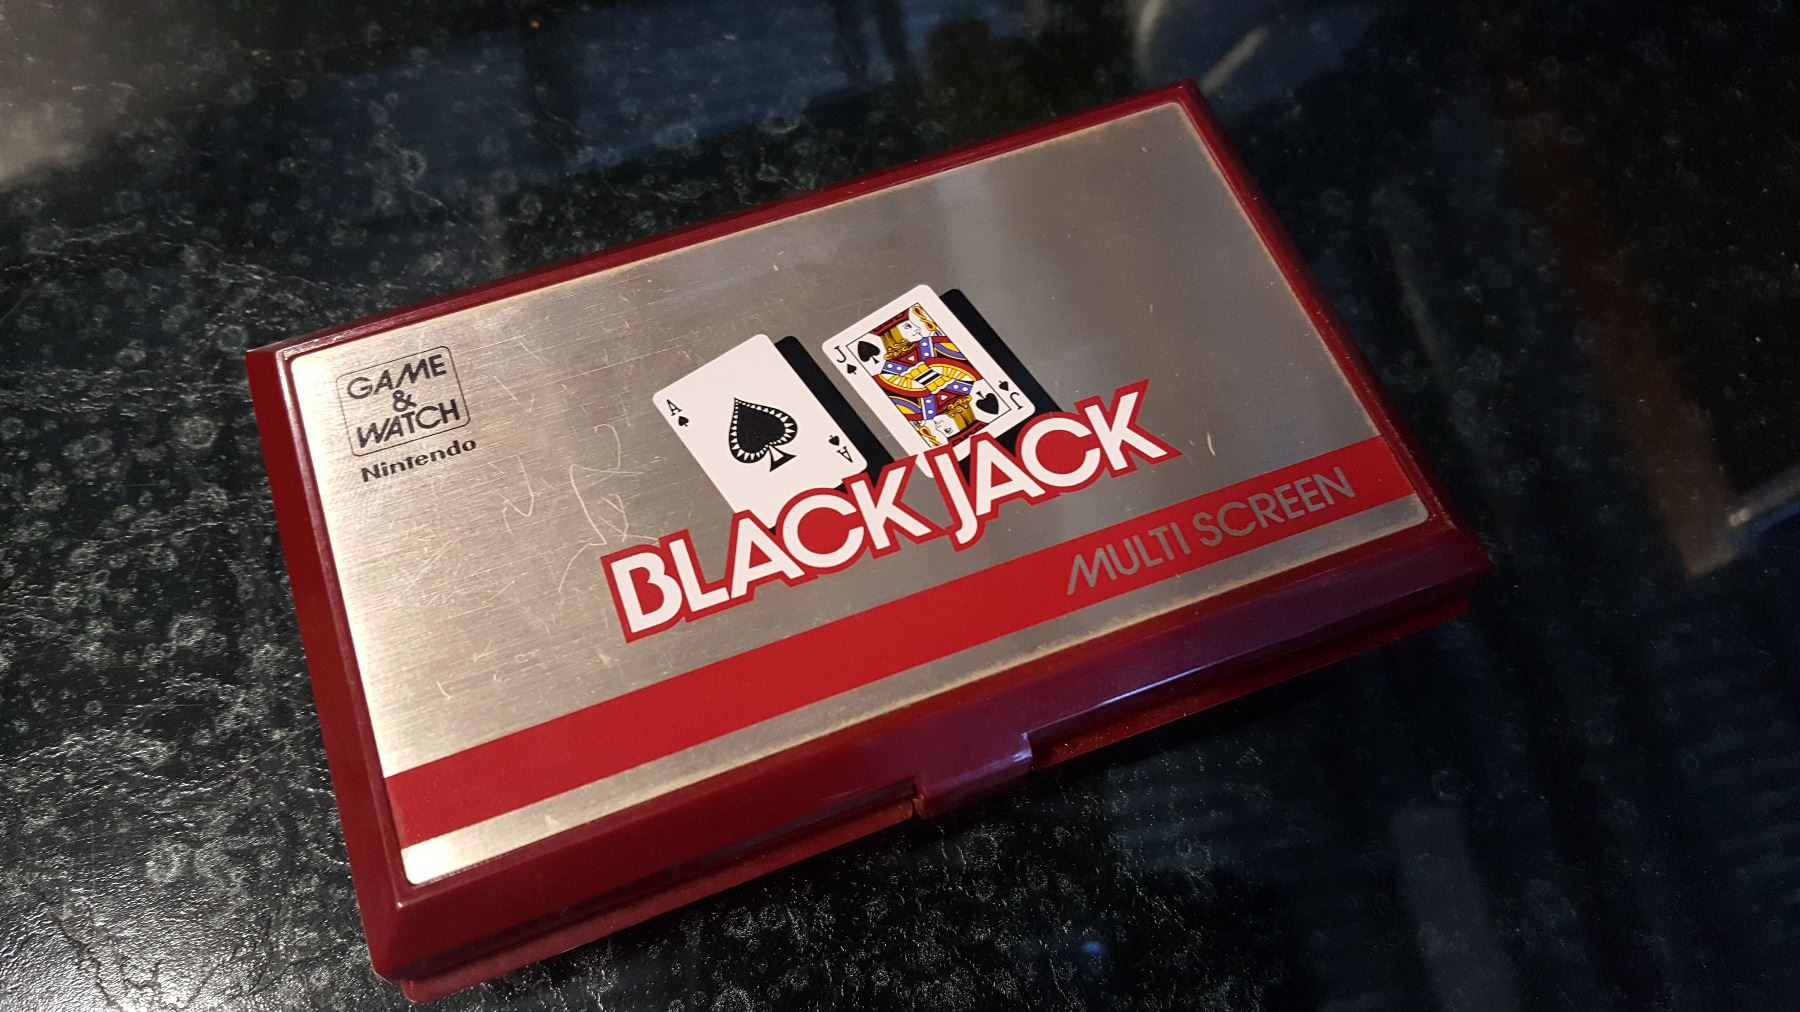 GAME
&
WATCH
Nintendo
A
A
J
J
BLACK JACK
MULTI SCREEN